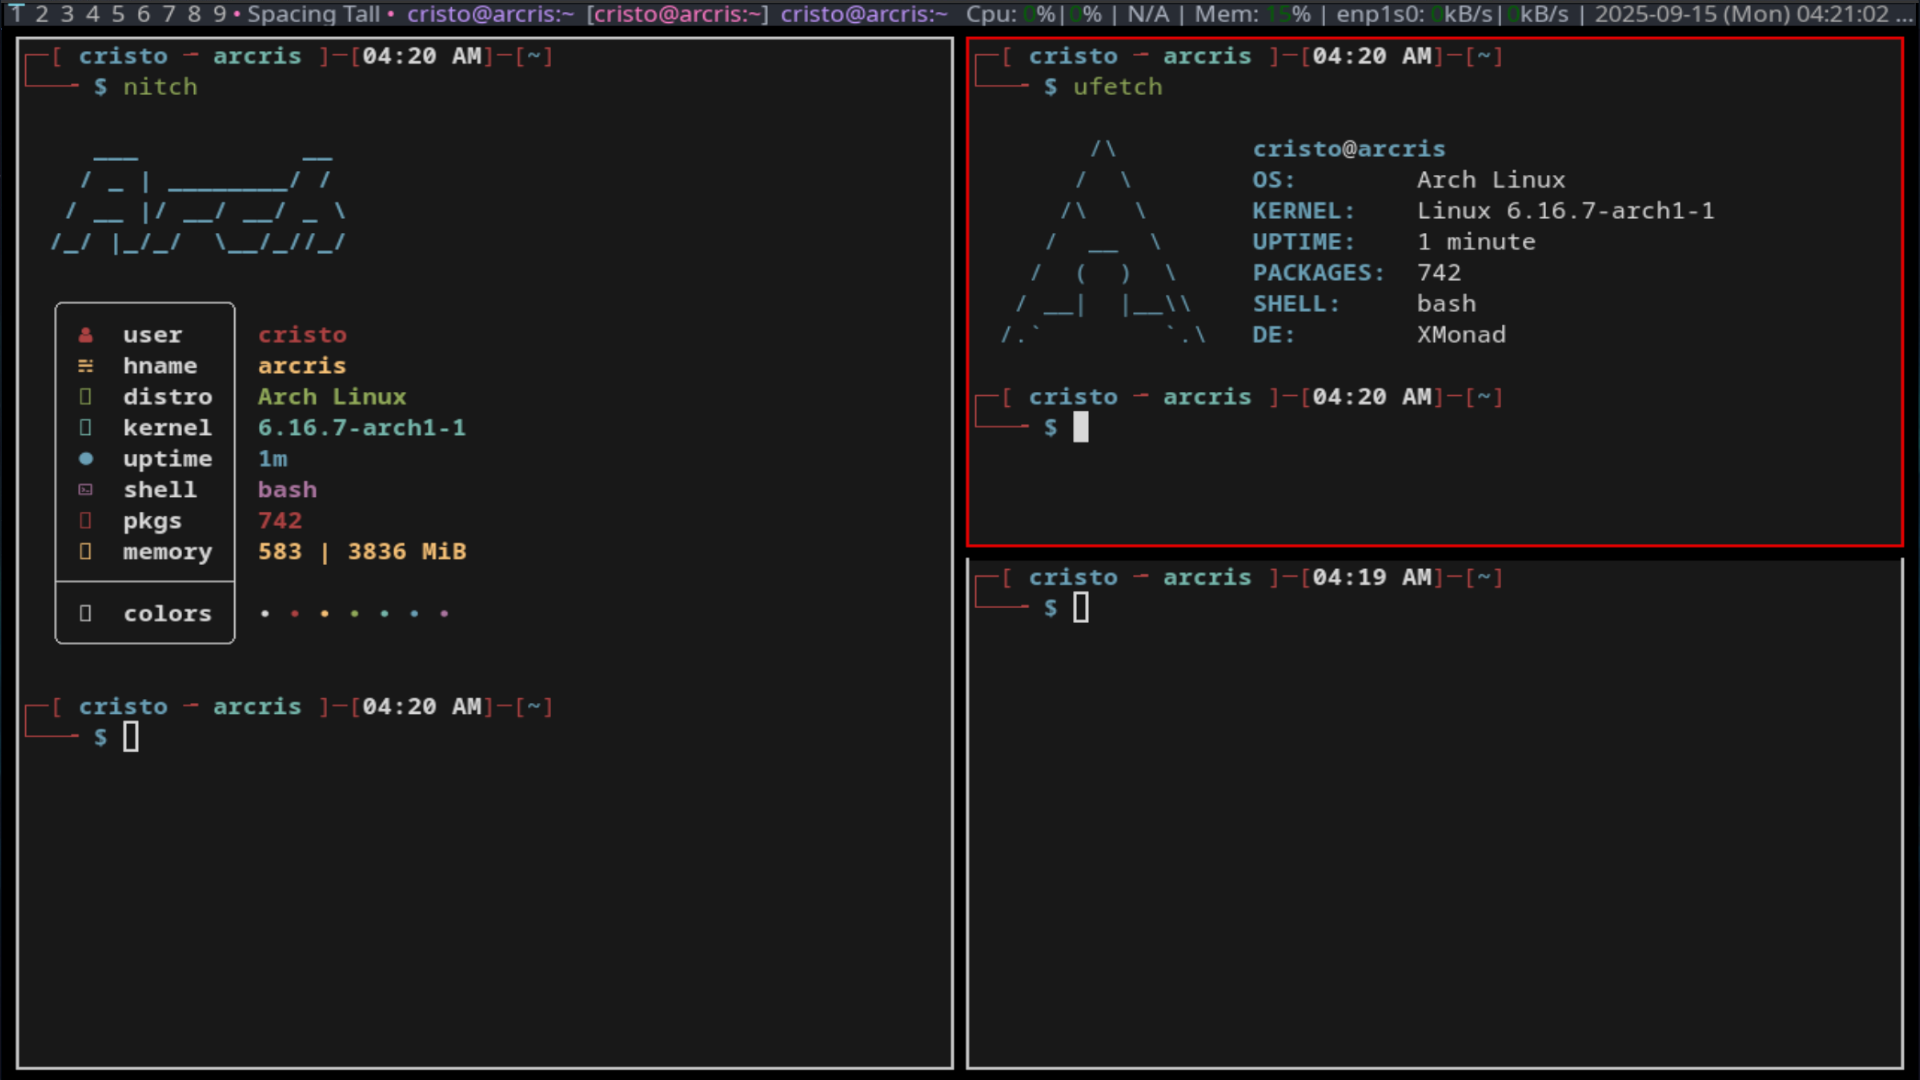 1 2 3 4 5 6 7 8 9 • Spacing Tall • cristo@arcris:~ [cristo@arcris:~] cristo@arcris:~ Cpu: 0%|0% | N/A | Mem: 15% | enp1s0: 0kB/s|0kB/s | 2025-09-15 (Mon) 04:21:02 ...
[ cristo - arcris ]-[04:20 AM]-[~]
$ nitch
user cristo
hname arcris
distro Arch Linux
kernel 6.16.7-arch1-1
uptime 1m
shell bash
pkgs 742
memory 583 | 3836 MiB
colors
[ cristo - arcris ]-[04:20 AM]-[~]
$
[ cristo - arcris ]-[04:20 AM]-[~]
$ ufetch
cristo@arcris
OS: Arch Linux
KERNEL: Linux 6.16.7-arch1-1
UPTIME: 1 minute
PACKAGES: 742
SHELL: bash
DE: XMonad
[ cristo - arcris ]-[04:20 AM]-[~]
$
[ cristo - arcris ]-[04:19 AM]-[~]
$